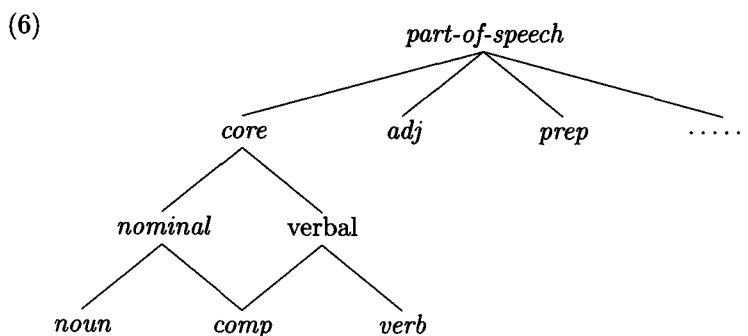 (6)
part-of-speech
core adj prep .....
nominal verbal
noun comp verb